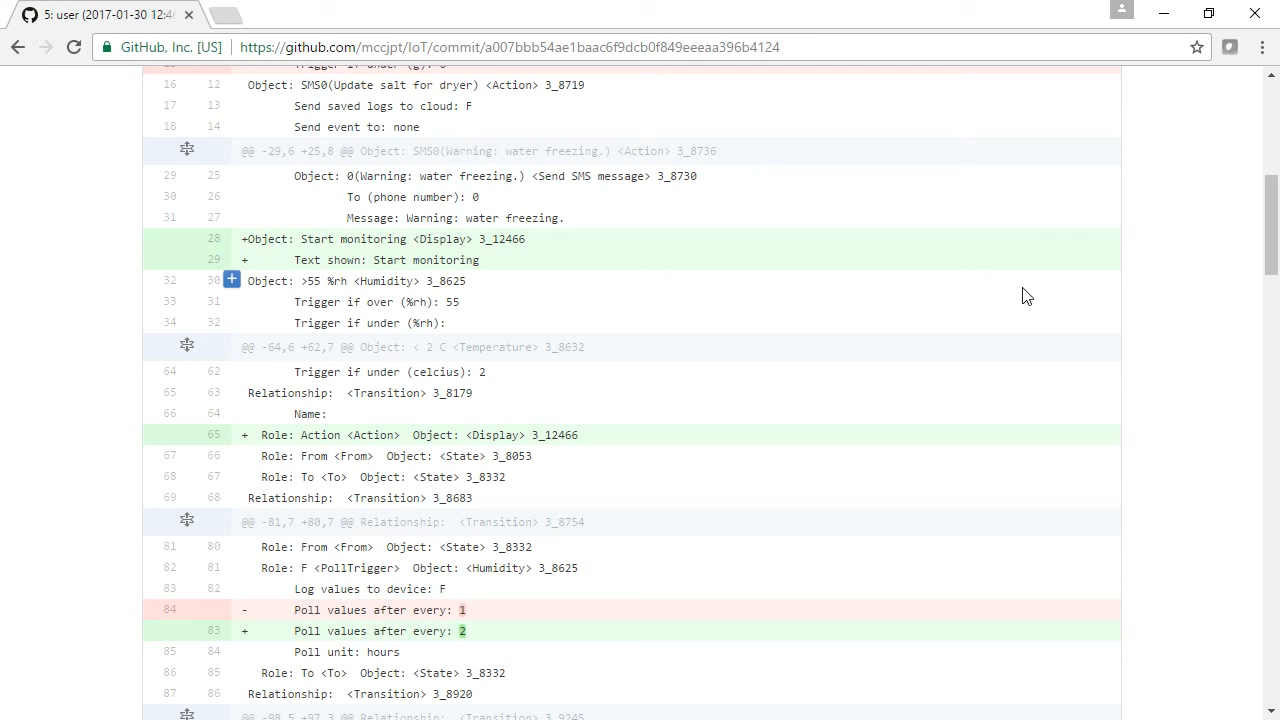 5: user (2017-01-30 12:4
GitHub, Inc. [US] https://github.com/mccjpt/IoT/commit/a007bbb54ae1baac6f9dcb0f849eeeaa396b4124
16 12 Object: SMS0(Update salt for dryer) <Action> 3_8719
17 13 Send saved logs to cloud: F
18 14 Send event to: none
@@ -29,6 +25,8 @@ Object: SMS0(Warning: water freezing.) <Action> 3_8736
29 25 Object: 0(Warning: water freezing.) <Send SMS message> 3_8730
30 26 To (phone number): 0
31 27 Message: Warning: water freezing.
28 +Object: Start monitoring <Display> 3_12466
29 + Text shown: Start monitoring
32 30 + Object: >55 %rh <Humidity> 3_8625
33 31 Trigger if over (%rh): 55
34 32 Trigger if under (%rh):
@@ -64,6 +62,7 @@ Object: < 2 C <Temperature> 3_8632
64 62 Trigger if under (celcius): 2
65 63 Relationship: <Transition> 3_8179
66 64 Name:
65 + Role: Action <Action> Object: <Display> 3_12466
67 66 Role: From <From> Object: <State> 3_8053
68 67 Role: To <To> Object: <State> 3_8332
69 68 Relationship: <Transition> 3_8683
@@ -81,7 +80,7 @@ Relationship: <Transition> 3_8754
81 80 Role: From <From> Object: <State> 3_8332
82 81 Role: F <PollTrigger> Object: <Humidity> 3_8625
83 82 Log values to device: F
84 - Poll values after every: 1
83 + Poll values after every: 2
85 84 Poll unit: hours
86 85 Role: To <To> Object: <State> 3_8332
87 86 Relationship: <Transition> 3_8920
@@ -98,5 +97,3 @@ Relationship: <Transition> 3_9245